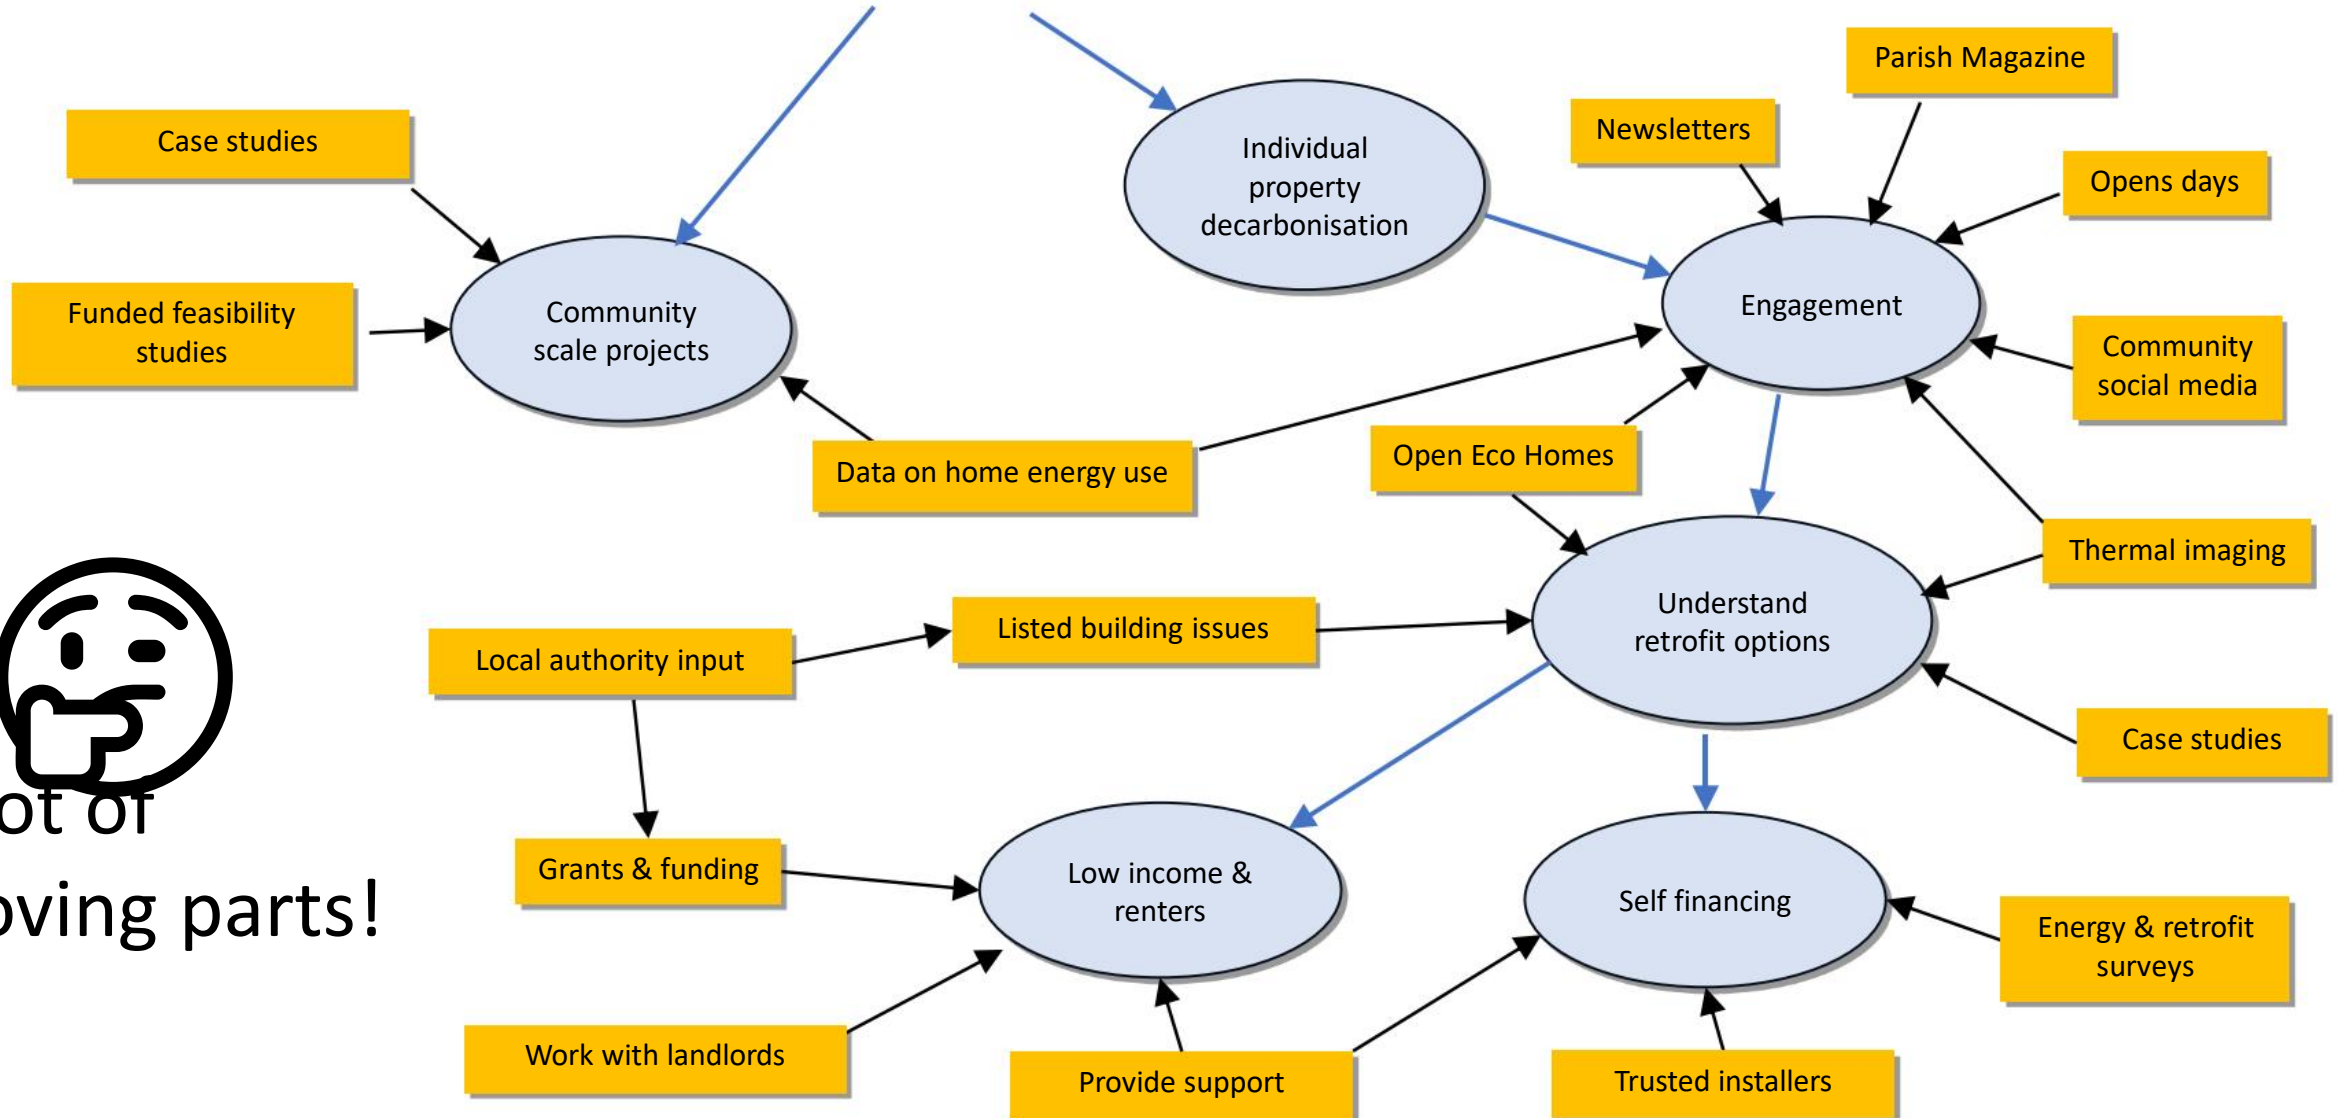 Parish Magazine
Newsletters
Case studies
Individual
property
decarbonisation
Opens days
Funded feasibility
studies
Community
scale projects
Engagement
Community
social media
Data on home energy use
Open Eco Homes
Thermal imaging
Understand
retrofit options
Listed building issues
Local authority input
Case studies
ot of
oving parts!
Grants & funding
Low income &
renters
Self financing
Energy & retrofit
surveys
Work with landlords
Provide support
Trusted installers